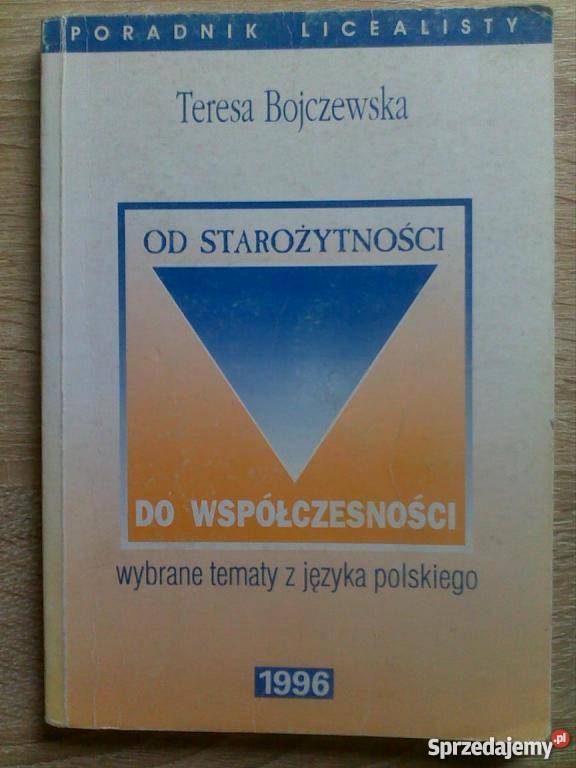 PORADNIK LICEALISTY
Teresa Bojczewska
OD STAROŻYTNOŚCI
DO WSPÓŁCZESNOŚCI
wybrane tematy z języka polskiego
1996
Sprzedajemy.pl